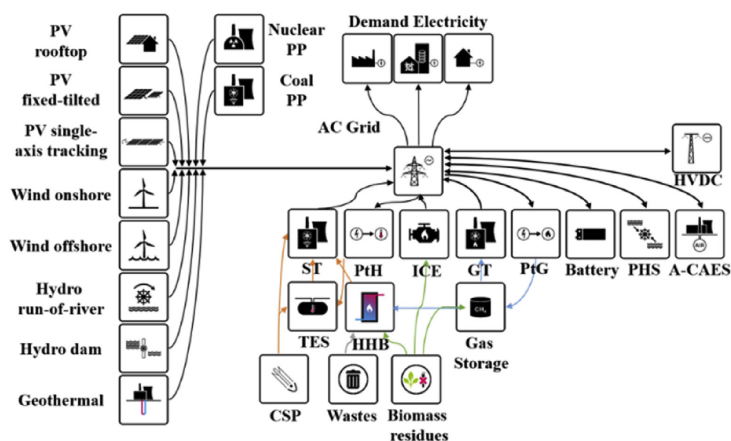 PV
rooftop
PV
fixed-tilted
PV single-
axis tracking
Wind onshore
Wind offshore
Hydro
run-of-river
Hydro dam
Geothermal
Nuclear
PP
Coal
PP
Demand Electricity
AC Grid
HVDC
ST
PtH
ICE
GT
PtG
Battery
PHS
A-CAES
AIR
TES
HHB
CH₄
Gas
Storage
CSP
Wastes
Biomass
residues